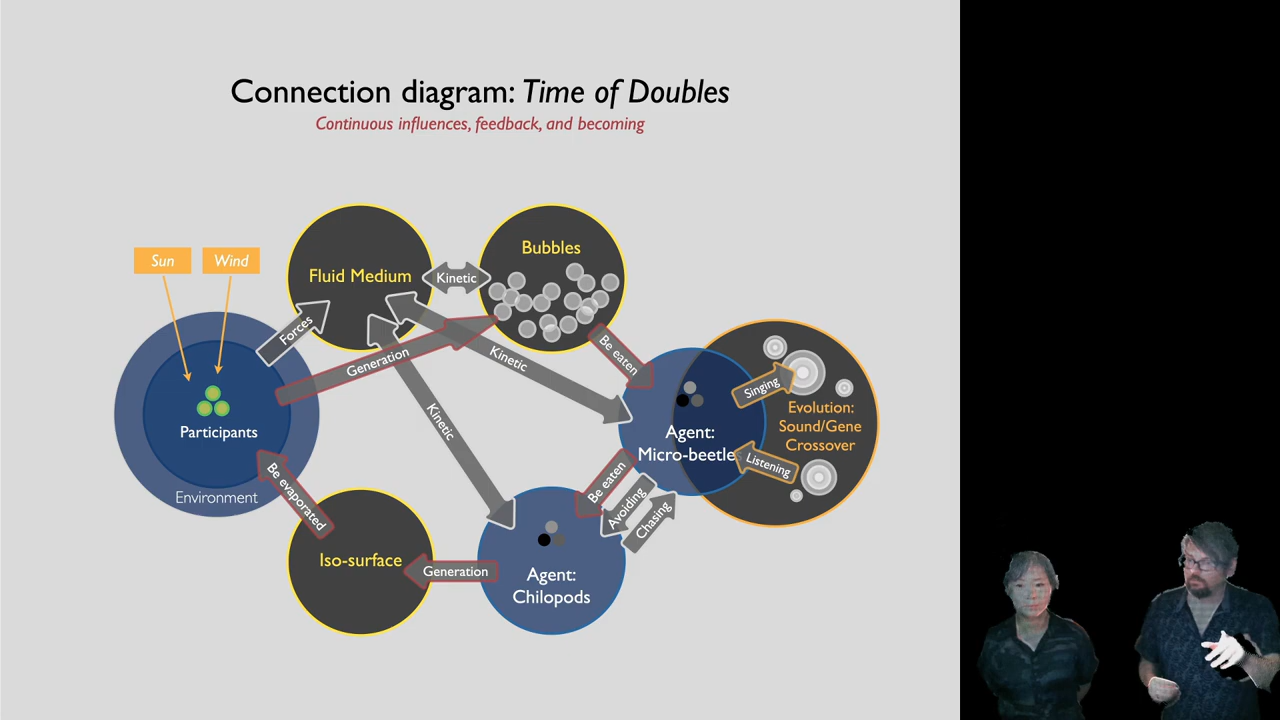 Connection diagram: Time of Doubles
Continuous influences, feedback, and becoming
Sun
Wind
Fluid Medium
Kinetic
Bubbles
Forces
Generation
Kinetic
Be eaten
Kinetic
Participants
Environment
Agent:
Micro-beetle
Singing
Evolution:
Sound/Gene
Crossover
Listening
Be evaporated
Be eaten
Avoiding
Chasing
Iso-surface
Generation
Agent:
Chilopods